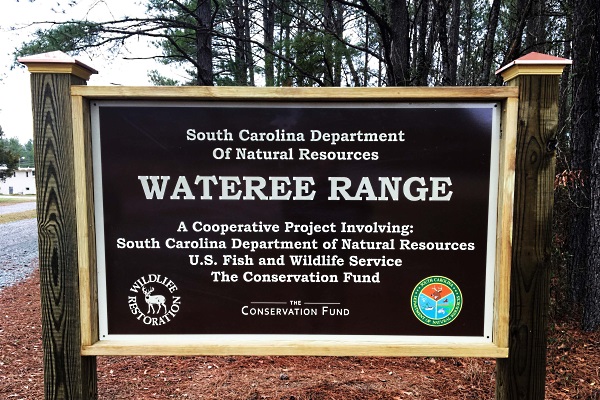 South Carolina Department
Of Natural Resources
WATEREE RANGE
A Cooperative Project Involving:
South Carolina Department of Natural Resources
U.S. Fish and Wildlife Service
The Conservation Fund
WILDLIFE
RESTORATION
THE
CONSERVATION FUND